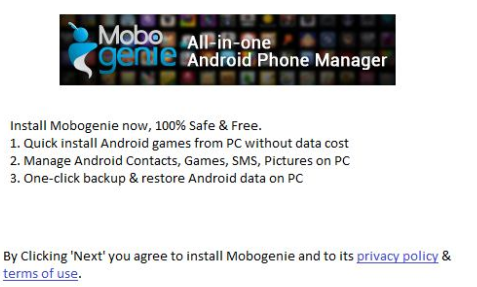 Mobo
genie
All-in-one
Android Phone Manager
Install Mobogenie now, 100% Safe & Free.
1. Quick install Android games from PC without data cost
2. Manage Android Contacts, Games, SMS, Pictures on PC
3. One-click backup & restore Android data on PC
By Clicking 'Next' you agree to install Mobogenie and to its privacy policy &
terms of use.